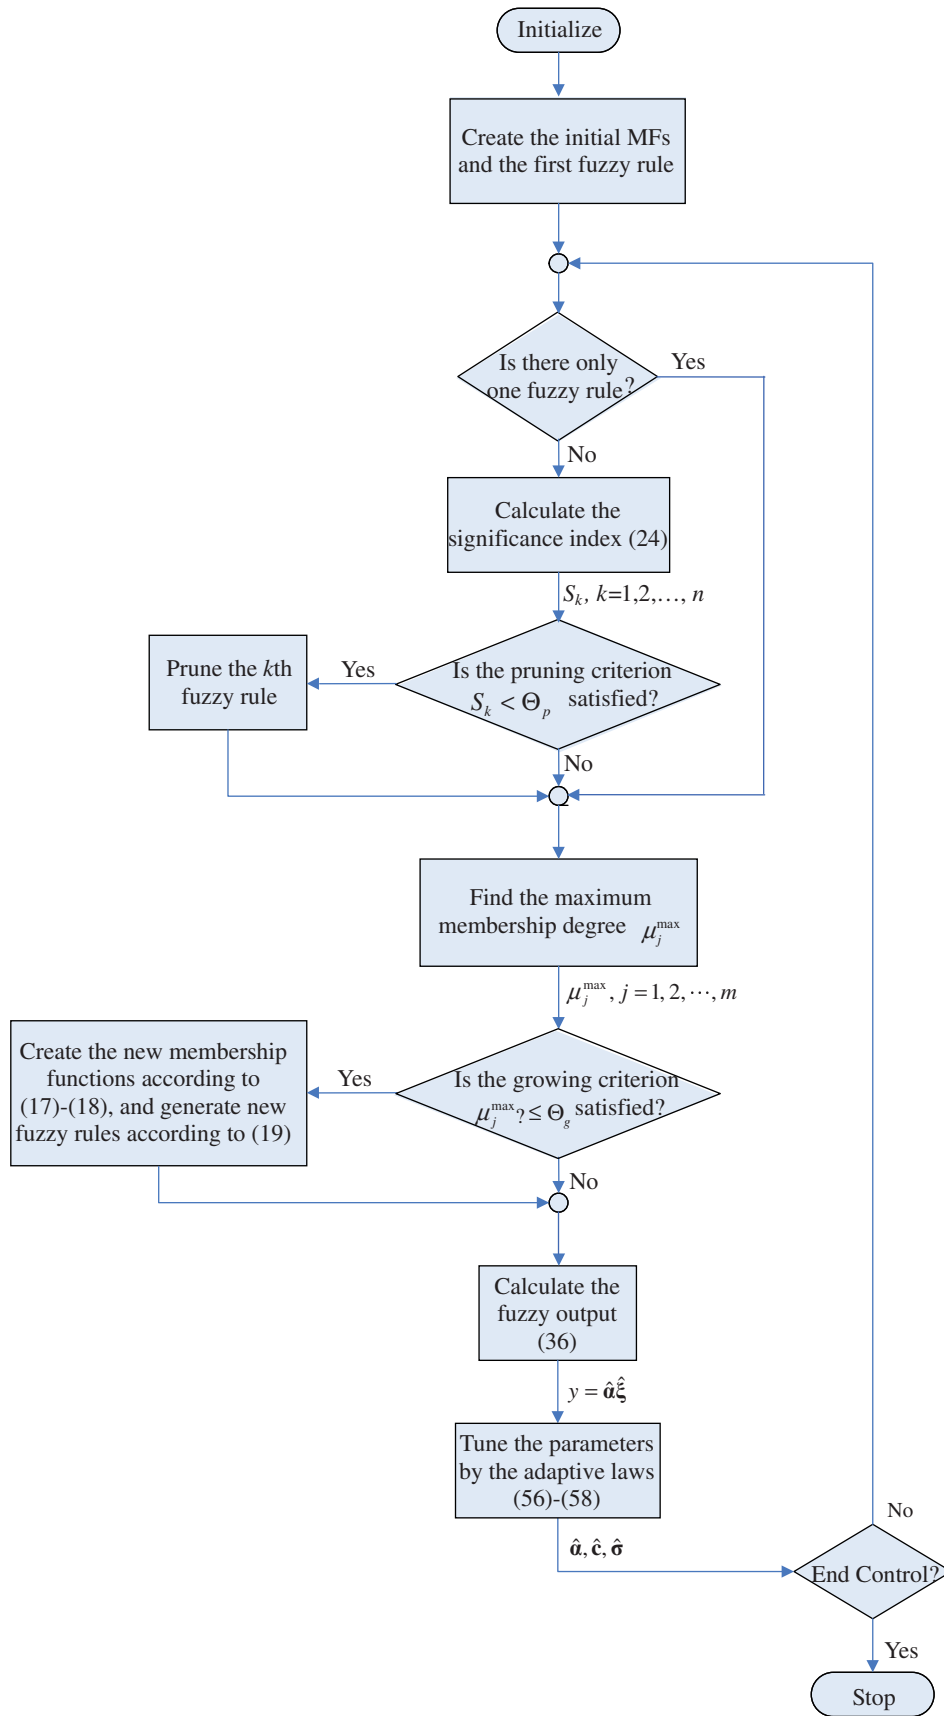 Initialize
Create the initial MFs
and the first fuzzy rule
Is there only
one fuzzy rule?
Yes
No
Calculate the
significance index (24)
S_k, k=1,2,…, n
Is the pruning criterion
S_k < Θ_p satisfied?
Yes
Prune the kth
fuzzy rule
No
Find the maximum
membership degree μ_j^max
μ_j^max, j = 1, 2, ⋯, m
Is the growing criterion
μ_j^max ? ≤ Θ_g satisfied?
Yes
Create the new membership
functions according to
(17)-(18), and generate new
fuzzy rules according to (19)
No
Calculate the
fuzzy output
(36)
y = α̂ξ̂
Tune the parameters
by the adaptive laws
(56)-(58)
α̂, ĉ, σ̂
No
End Control?
Yes
Stop